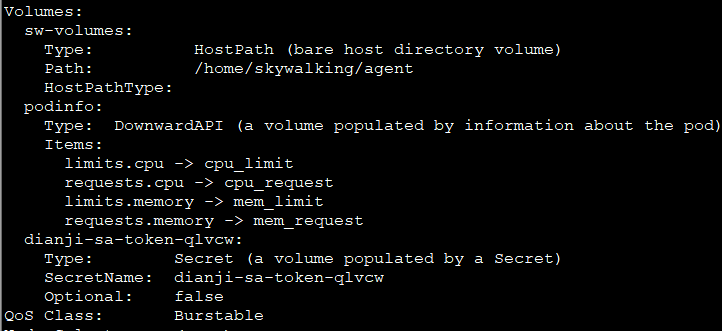 Volumes:
  sw-volumes:
    Type:          HostPath (bare host directory volume)
    Path:          /home/skywalking/agent
    HostPathType:
  podinfo:
    Type:  DownwardAPI (a volume populated by information about the pod)
    Items:
      limits.cpu -> cpu_limit
      requests.cpu -> cpu_request
      limits.memory -> mem_limit
      requests.memory -> mem_request
  dianji-sa-token-qlvcw:
    Type:        Secret (a volume populated by a Secret)
    SecretName:  dianji-sa-token-qlvcw
    Optional:    false
QoS Class:       Burstable